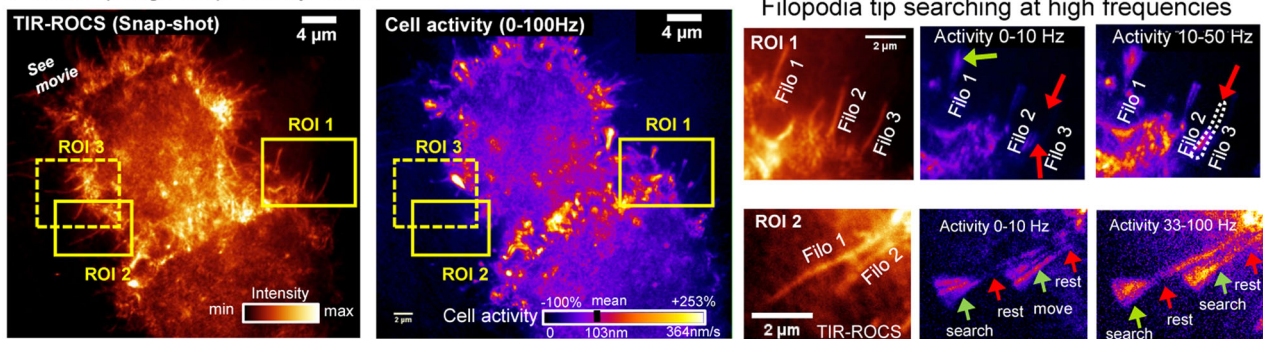 Filopodia tip searching at high frequencies
TIR-ROCS (Snap-shot)
4 µm
See
movie
ROI 3
ROI 1
ROI 2
Intensity
min
max
Cell activity (0-100Hz)
4 µm
ROI 3
ROI 1
ROI 2
-100%
mean
+253%
2 µm
Cell activity
0
103nm
364nm/s
ROI 1
2 µm
Filo 1
Filo 2
Filo 3
Activity 0-10 Hz
Filo 1
Filo 2
Filo 3
Activity 10-50 Hz
Filo 1
Filo 2
Filo 3
ROI 2
Filo 1
Filo 2
2 µm
TIR-ROCS
Activity 0-10 Hz
rest
rest
move
search
Activity 33-100 Hz
rest
search
rest
search